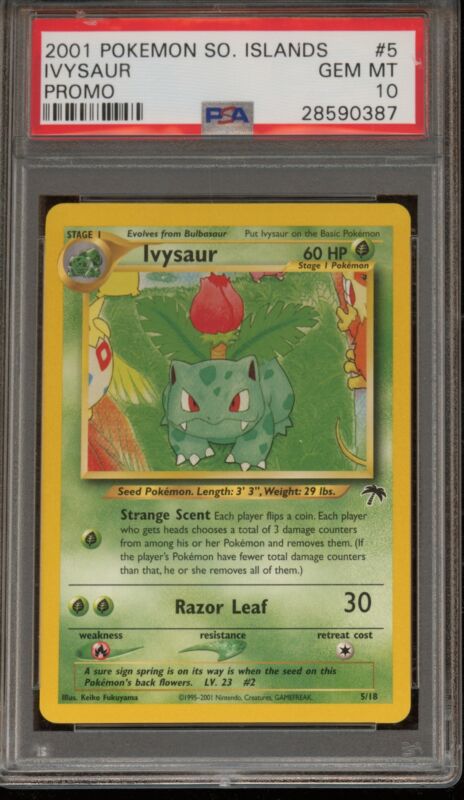 2001 POKEMON SO. ISLANDS #5
IVYSAUR GEM MT
PROMO 10
PSA 28590387
STAGE 1 Evolves from Bulbasaur Put Ivysaur on the Basic Pokémon
Ivysaur 60 HP
Stage 1 Pokémon
Seed Pokémon. Length: 3' 3", Weight: 29 lbs.
Strange Scent Each player flips a coin. Each player
who gets heads chooses a total of 3 damage counters
from among his or her Pokémon and removes them. (If
the player's Pokémon have fewer total damage counters
than that, he or she removes all of them.)
Razor Leaf 30
weakness resistance retreat cost
A sure sign spring is on its way is when the seed on this
Pokémon's back flowers. LV. 23 #2
Illus. Keiko Fukuyama ©1995-2001 Nintendo, Creatures, GAMEFREAK. 5/18